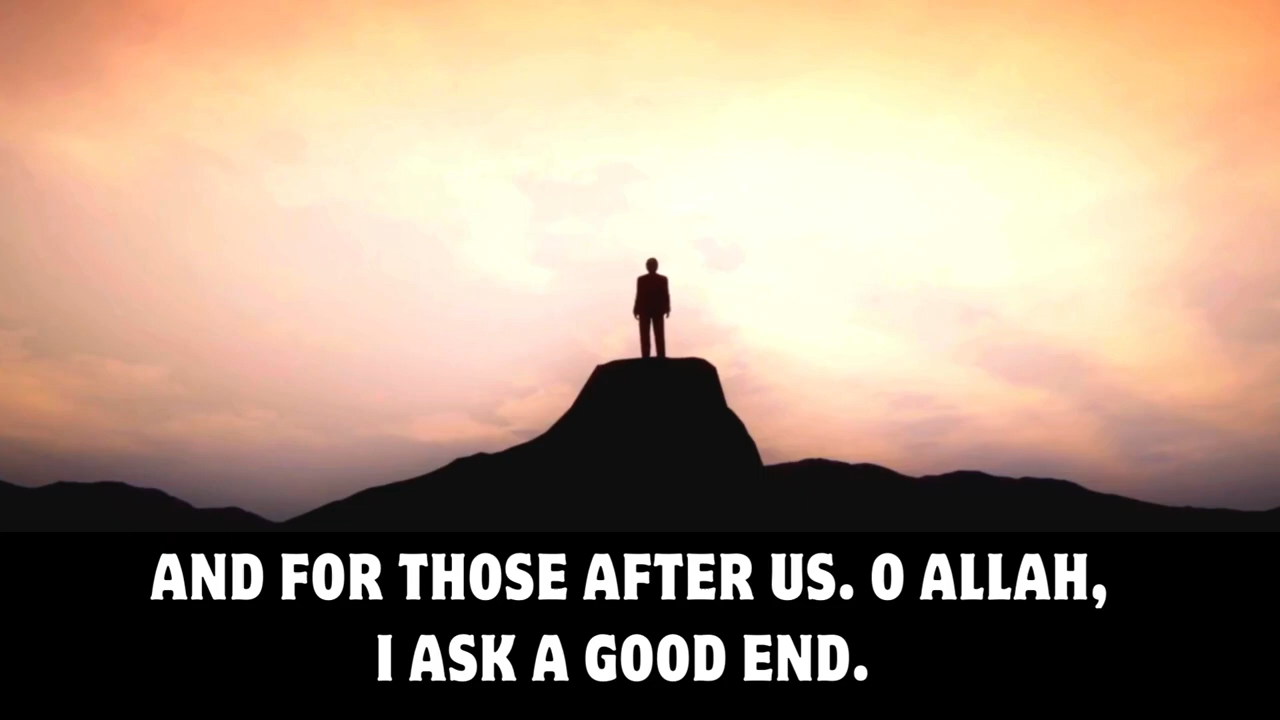 AND FOR THOSE AFTER US. O ALLAH,
I ASK A GOOD END.